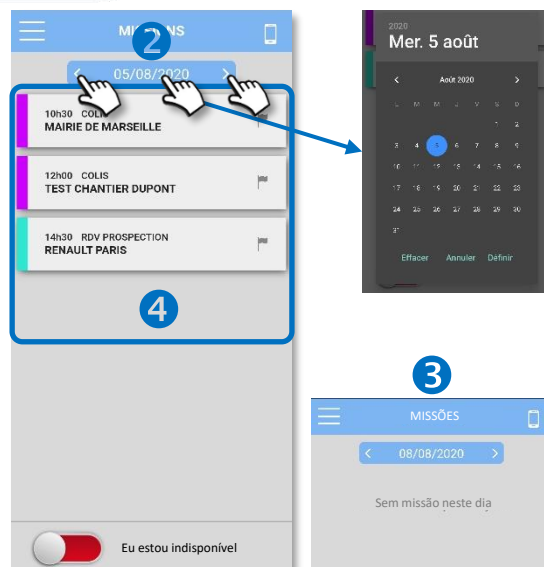 MISSIONS
2
05/08/2020
10h30 COLIS
MAIRIE DE MARSEILLE
12h00 COLIS
TEST CHANTIER DUPONT
14h30 RDV PROSPECTION
RENAULT PARIS
4
Eu estou indisponível
2020
Mer. 5 août
Août 2020
L M M J V S D
1 2
3 4 5 6 7 8 9
10 11 12 13 14 15 16
17 18 19 20 21 22 23
24 25 26 27 28 29 30
31
Effacer Annuler Définir
3
MISSÕES
08/08/2020
Sem missão neste dia